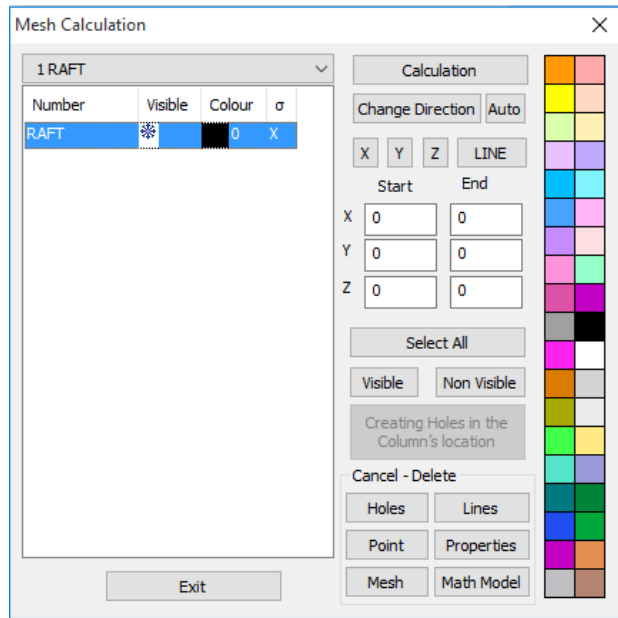 Mesh Calculation
1 RAFT
Number Visible Colour σ
RAFT 0 X
Calculation
Change Direction Auto
X Y Z LINE
Start End
X 0 0
Y 0 0
Z 0 0
Select All
Visible Non Visible
Creating Holes in the
Column's location
Cancel - Delete
Holes Lines
Point Properties
Mesh Math Model
Exit